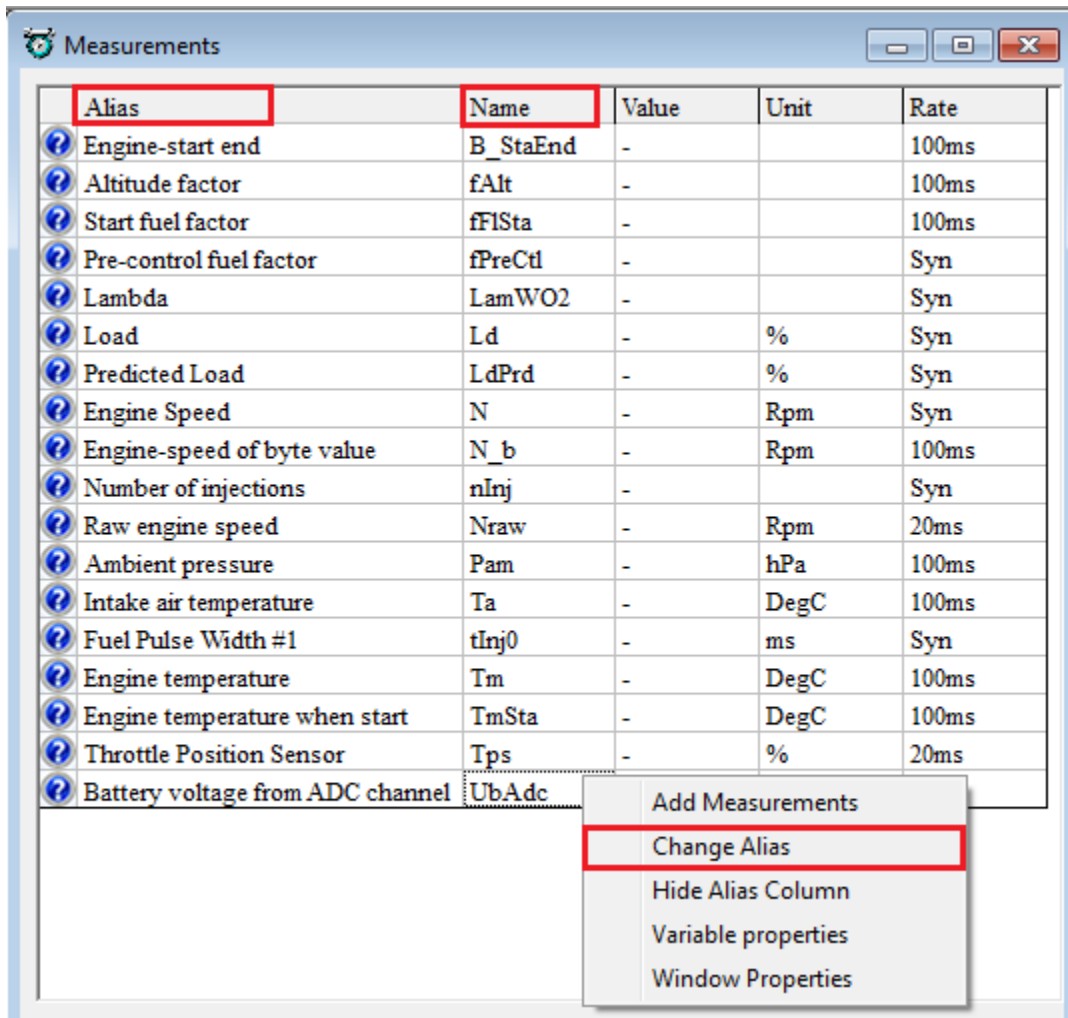 Measurements
Alias Name Value Unit Rate
Engine-start end B_StaEnd - 100ms
Altitude factor fAlt - 100ms
Start fuel factor fFlSta - 100ms
Pre-control fuel factor fPreCtl - Syn
Lambda LamWO2 - Syn
Load Ld - % Syn
Predicted Load LdPrd - % Syn
Engine Speed N - Rpm Syn
Engine-speed of byte value N_b - Rpm 100ms
Number of injections nInj - Syn
Raw engine speed Nraw - Rpm 20ms
Ambient pressure Pam - hPa 100ms
Intake air temperature Ta - DegC 100ms
Fuel Pulse Width #1 tInj0 - ms Syn
Engine temperature Tm - DegC 100ms
Engine temperature when start TmSta - DegC 100ms
Throttle Position Sensor Tps - % 20ms
Battery voltage from ADC channel UbAdc
Add Measurements
Change Alias
Hide Alias Column
Variable properties
Window Properties